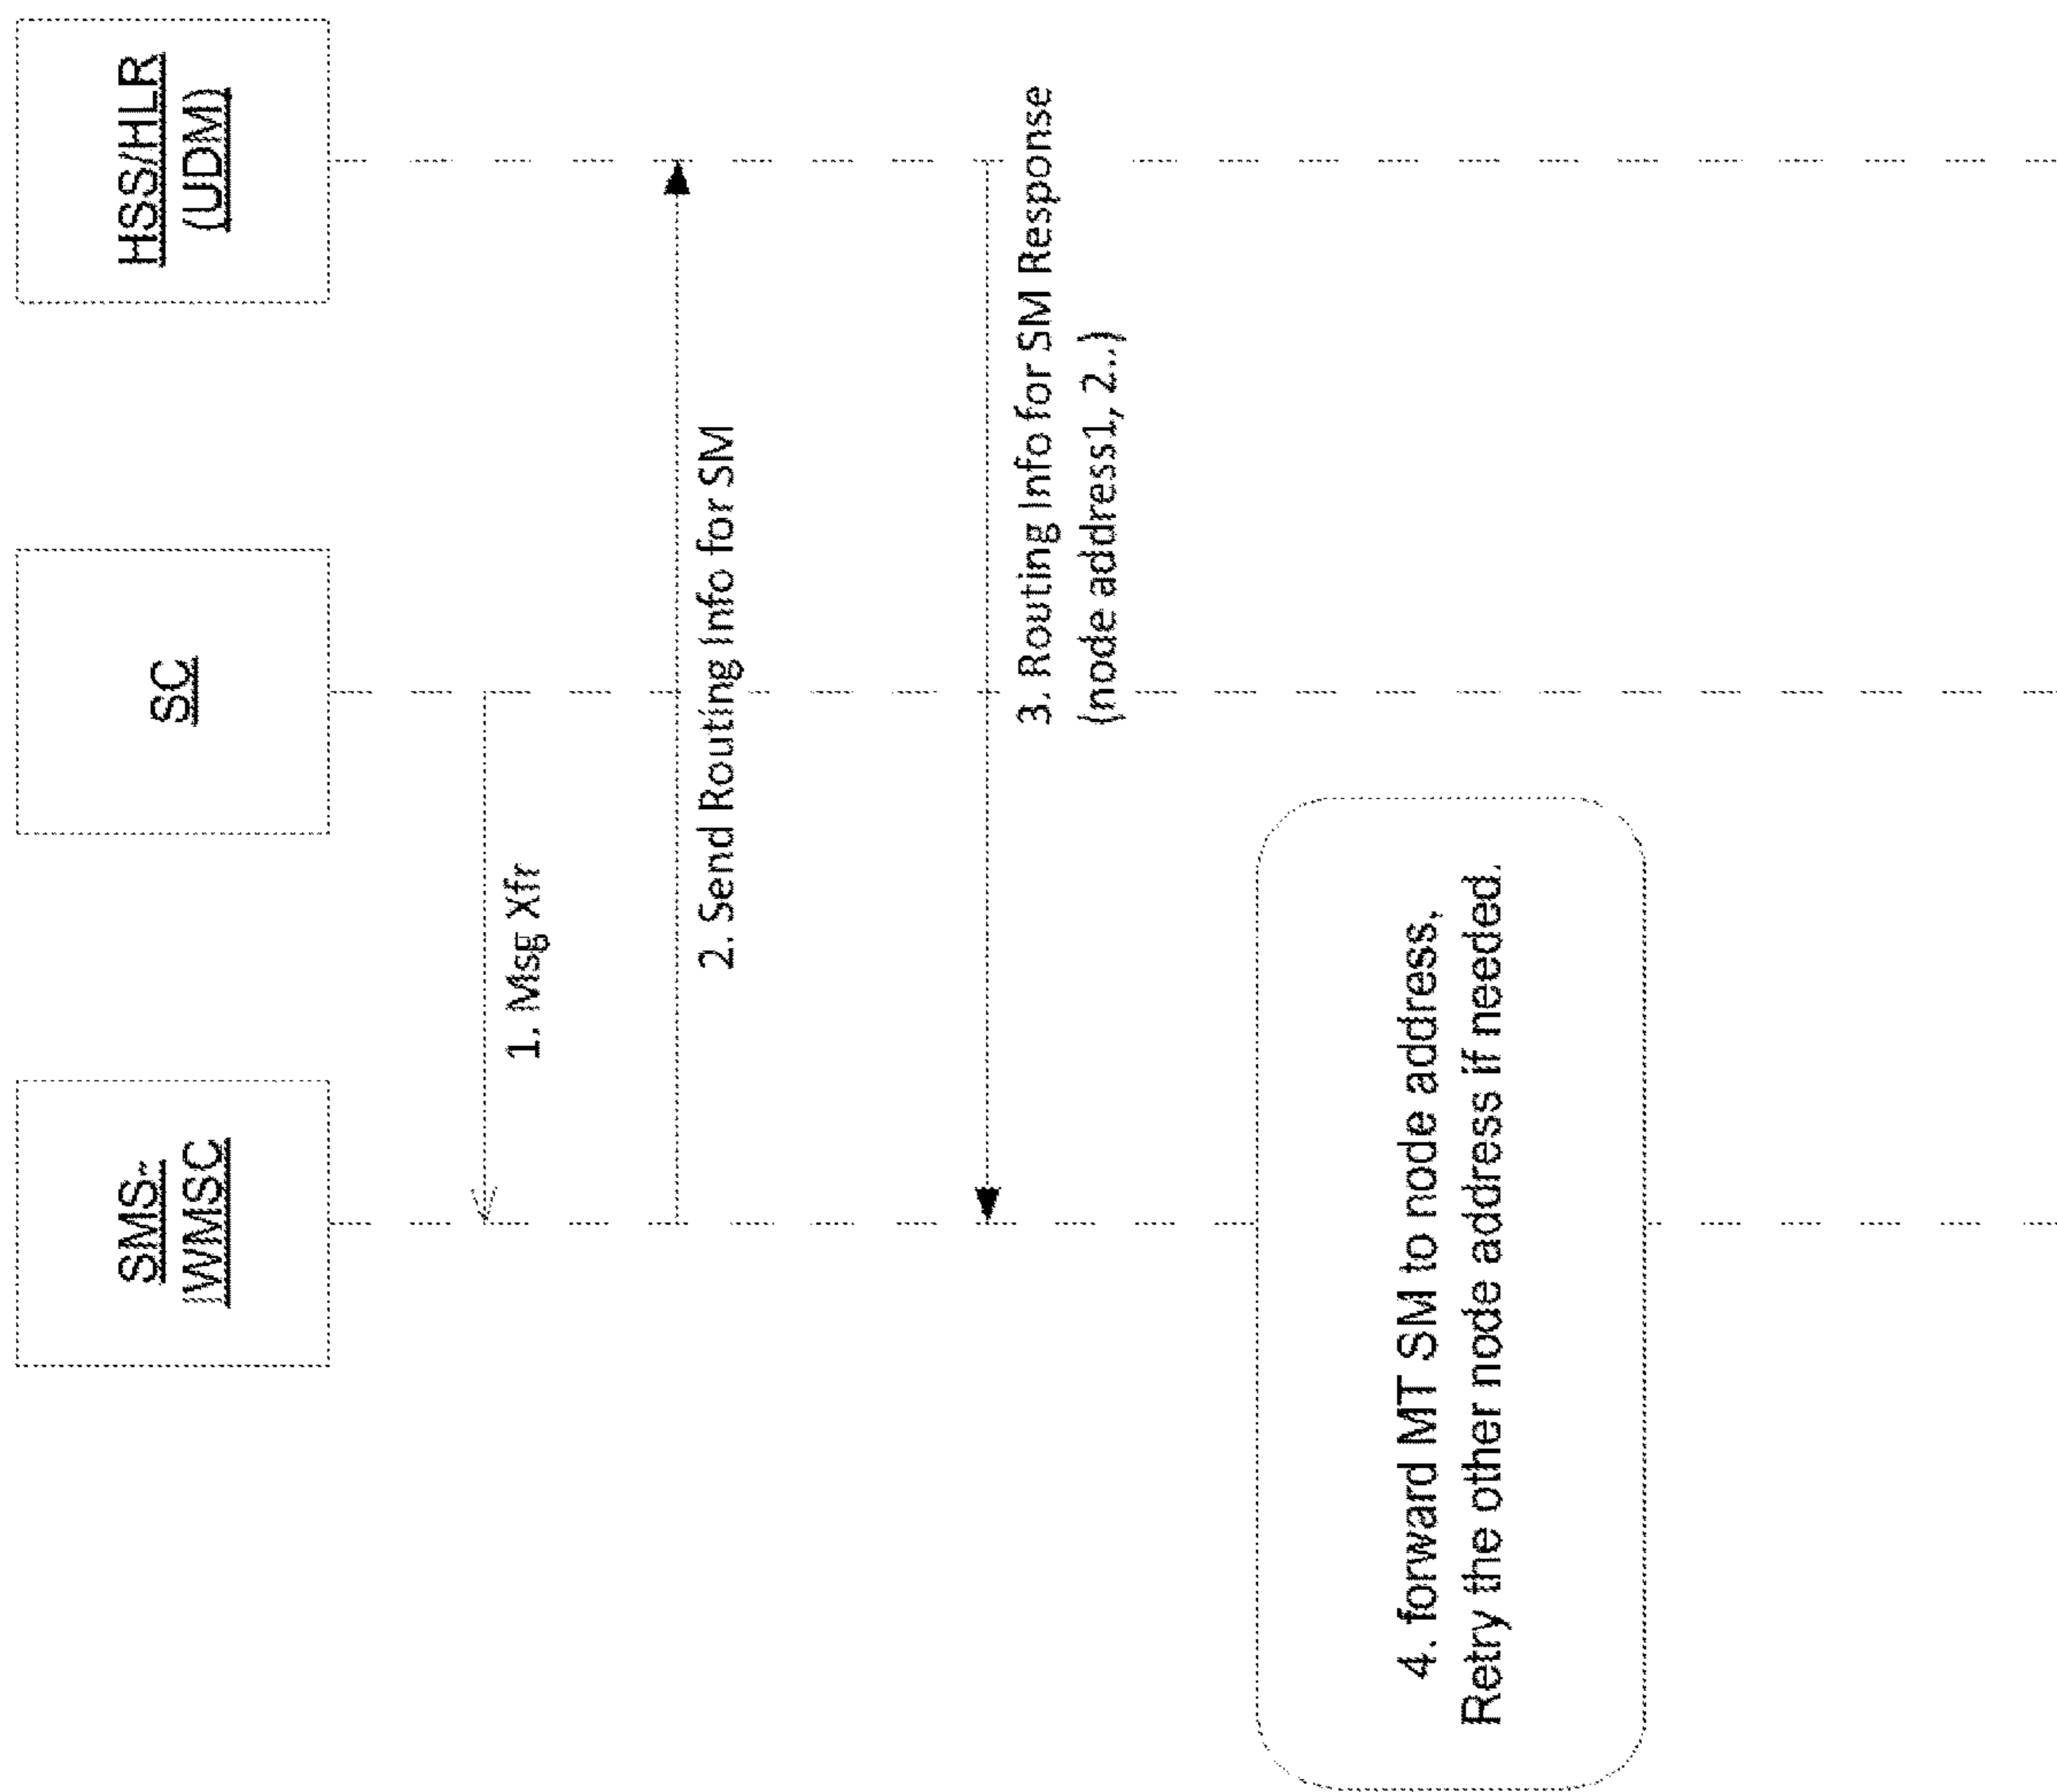 SMS-
IWMSC
SC
HSS/HLR
(UDM)
1. Msg Xfr
2. Send Routing Info for SM
3. Routing Info for SM Response
(node address1, 2..)
4. forward MT SM to node address,
Retry the other node address if needed.